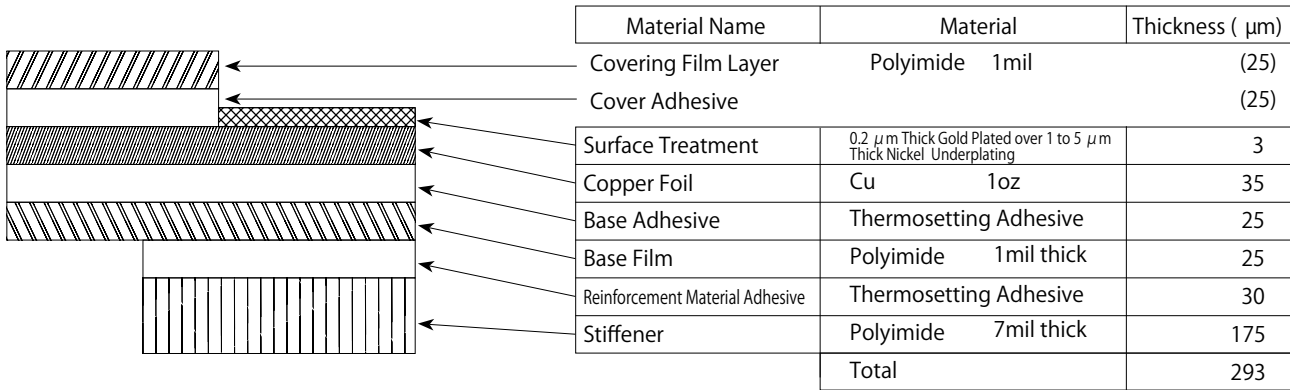 Material Name Material Thickness ( μm)
Covering Film Layer Polyimide 1mil (25)
Cover Adhesive (25)
Surface Treatment 0.2 μm Thick Gold Plated over 1 to 5 μm
Thick Nickel Underplating 3
Copper Foil Cu 1oz 35
Base Adhesive Thermosetting Adhesive 25
Base Film Polyimide 1mil thick 25
Reinforcement Material Adhesive Thermosetting Adhesive 30
Stiffener Polyimide 7mil thick 175
Total 293